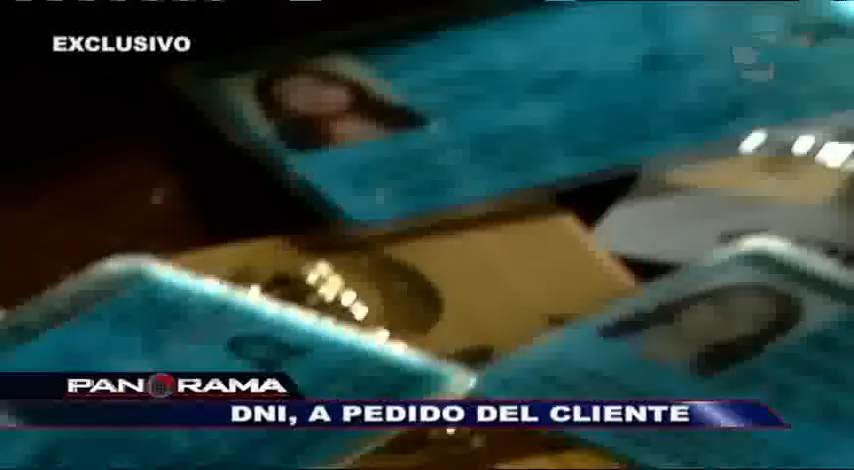 EXCLUSIVO
PANORAMA
DNI, A PEDIDO DEL CLIENTE